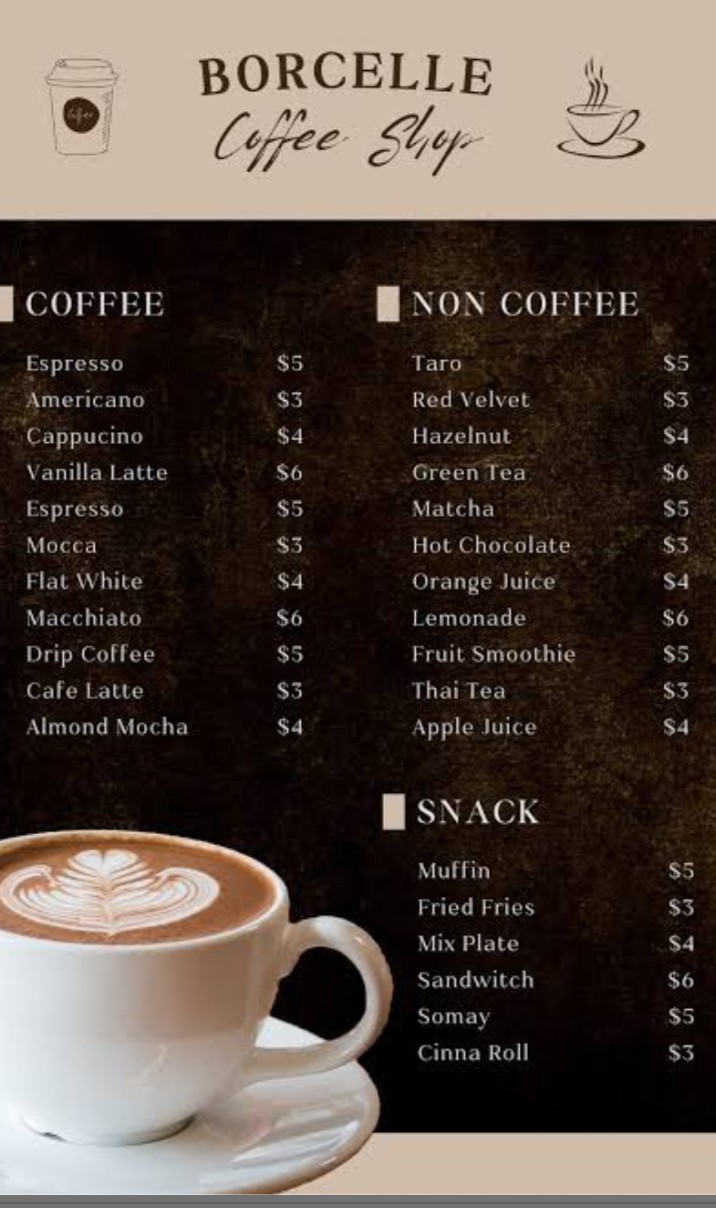 BORCELLE
Coffee Shop
Coffee
COFFEE
Espresso $5
Americano $3
Cappucino $4
Vanilla Latte $6
Espresso $5
Mocca $3
Flat White $4
Macchiato $6
Drip Coffee $5
Cafe Latte $3
Almond Mocha $4
NON COFFEE
Taro $5
Red Velvet $3
Hazelnut $4
Green Tea $6
Matcha $5
Hot Chocolate $3
Orange Juice $4
Lemonade $6
Fruit Smoothie $5
Thai Tea $3
Apple Juice $4
SNACK
Muffin $5
Fried Fries $3
Mix Plate $4
Sandwitch $6
Somay $5
Cinna Roll $3